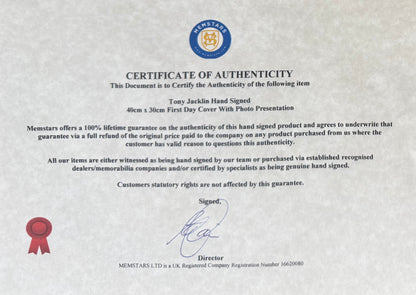 MEMSTARS
CERTIFICATE OF AUTHENTICITY
This Document is to Certify the Authenticity of the following item
Tony Jacklin Hand Signed
40cm x 30cm First Day Cover With Photo Presentation
Memstars offers a 100% lifetime guarantee on the authenticity of this hand signed product and agrees to underwrite that
guarantee via a full refund of the original price paid to the company on any product purchased from us where the
customer has valid reason to questions this authenticity.
All our items are either witnessed as being hand signed by our team or purchased via established recognised
dealers/memorabilia companies and/or certified by specialists as being genuine hand signed.
Customers statutory rights are not affected by this guarantee.
Signed,
Director
MEMSTARS LTD is a UK Registered Company Registration Number 16620080